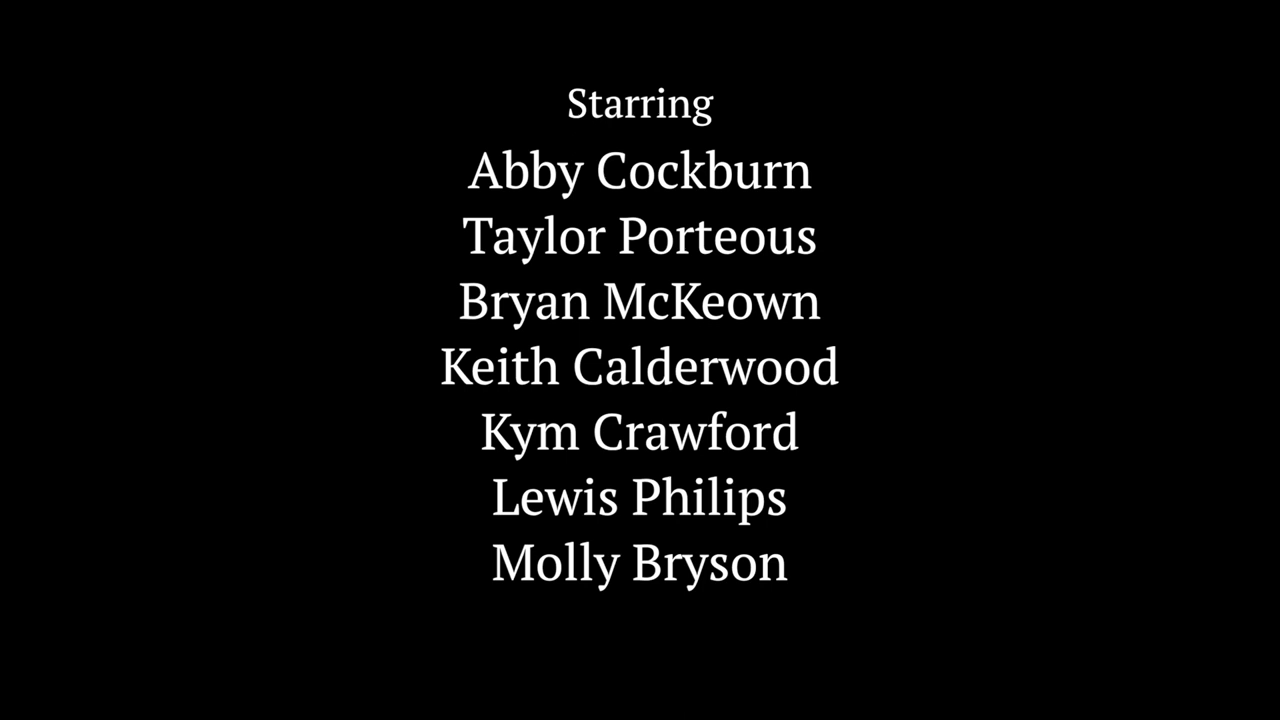 Starring
Abby Cockburn
Taylor Porteous
Bryan McKeown
Keith Calderwood
Kym Crawford
Lewis Philips
Molly Bryson